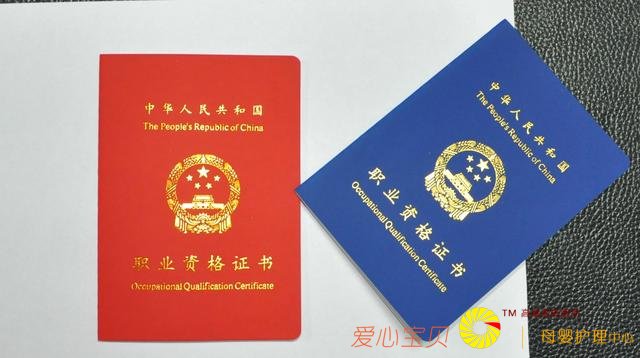 中华人民共和国
The People's Republic of China
职业资格证书
Occupational Qualification Certificate
中华人民共和国
The People's Republic of China
职业资格证书
Occupational Qualification Certificate
爱心宝贝
TM
母婴护理中心